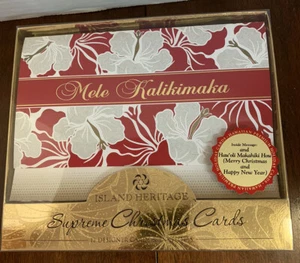 Mele Kalikimaka
Inside Message:
and
Hau'oli Makahiki Hou
(Merry Christmas
and
Happy New Year)
ISLAND HERITAGE
Supreme Christmas Cards